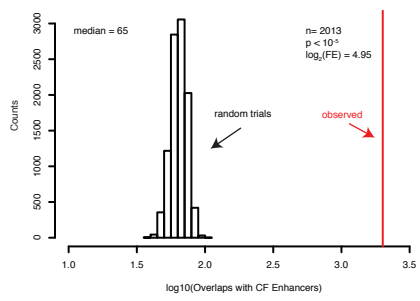 median = 65
n= 2013
p < 10⁻⁵
log₂(FE) = 4.95
random trials
observed
Counts
3000
2500
2000
1500
1000
500
0
1.0 1.5 2.0 2.5 3.0 3.5
log10(Overlaps with CF Enhancers)